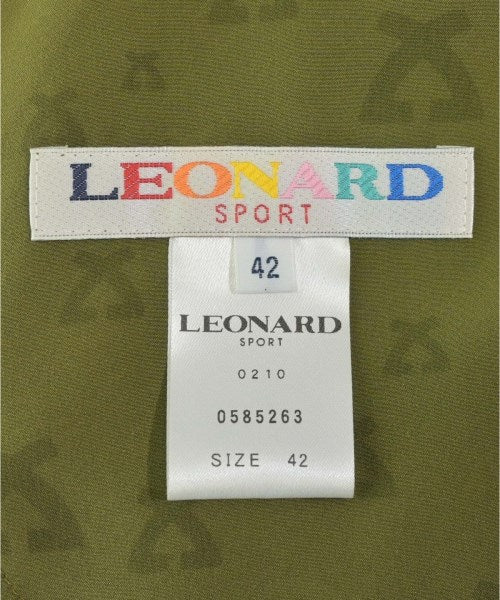 LEONARD
SPORT
42
LEONARD
SPORT
0210
0585263
SIZE 42